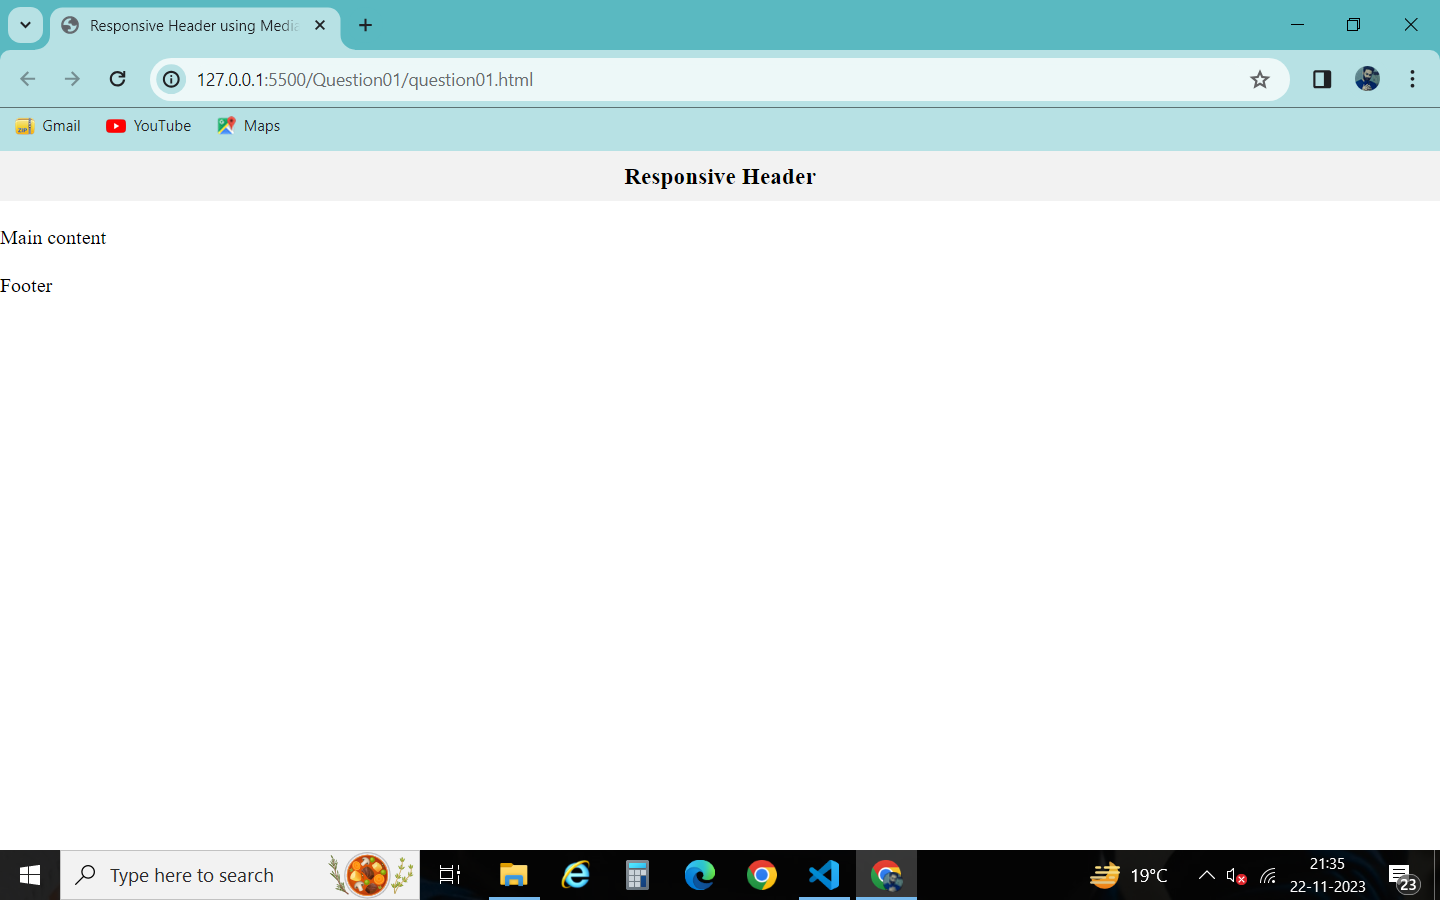 Responsive Header using Media
127.0.0.1:5500/Question01/question01.html
Gmail YouTube Maps
Responsive Header
Main content
Footer
Type here to search
19°C
21:35
22-11-2023
23